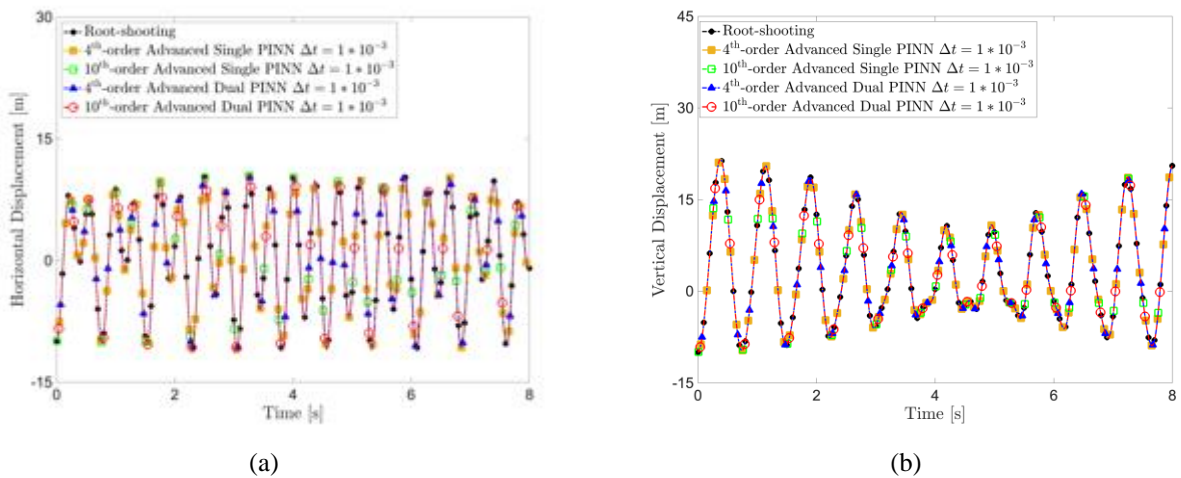 30
Root-shooting
4th-order Advanced Single PINN Δt = 1 * 10⁻³
10th-order Advanced Single PINN Δt = 1 * 10⁻³
4th-order Advanced Dual PINN Δt = 1 * 10⁻³
10th-order Advanced Dual PINN Δt = 1 * 10⁻³
15
0
-15
Horizontal Displacement [m]
0 2 4 6 8
Time [s]
(a)
45
Root-shooting
4th-order Advanced Single PINN Δt = 1 * 10⁻³
10th-order Advanced Single PINN Δt = 1 * 10⁻³
4th-order Advanced Dual PINN Δt = 1 * 10⁻³
10th-order Advanced Dual PINN Δt = 1 * 10⁻³
30
15
0
-15
Vertical Displacement [m]
0 2 4 6 8
Time [s]
(b)